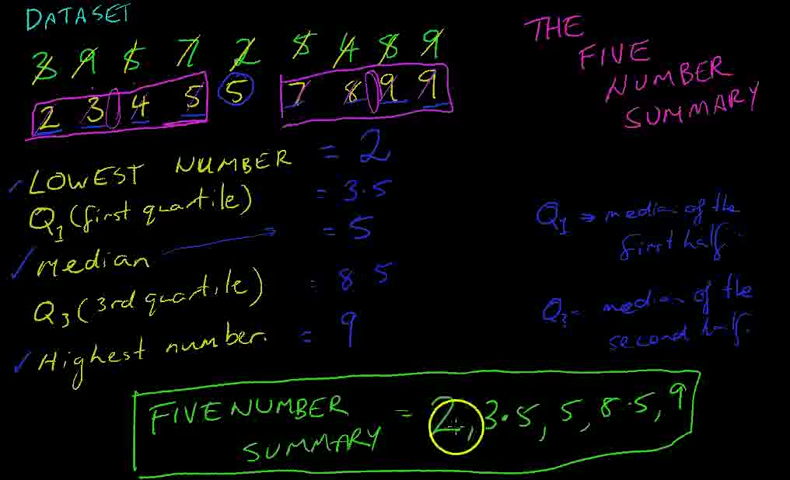 DATASET
3 9 5 7 2 5 4 8 9
2 3 4 5 5 7 8 9 9
THE
FIVE
NUMBER
SUMMARY
LOWEST NUMBER = 2
Q1 (first quartile) = 3.5
median = 5
Q3 (3rd quartile) = 8.5
Highest number. = 9
Q1 ⇒ median of the
first half
Q3 = median of the
second half.
FIVE NUMBER
SUMMARY = 2, 3.5, 5, 8.5, 9